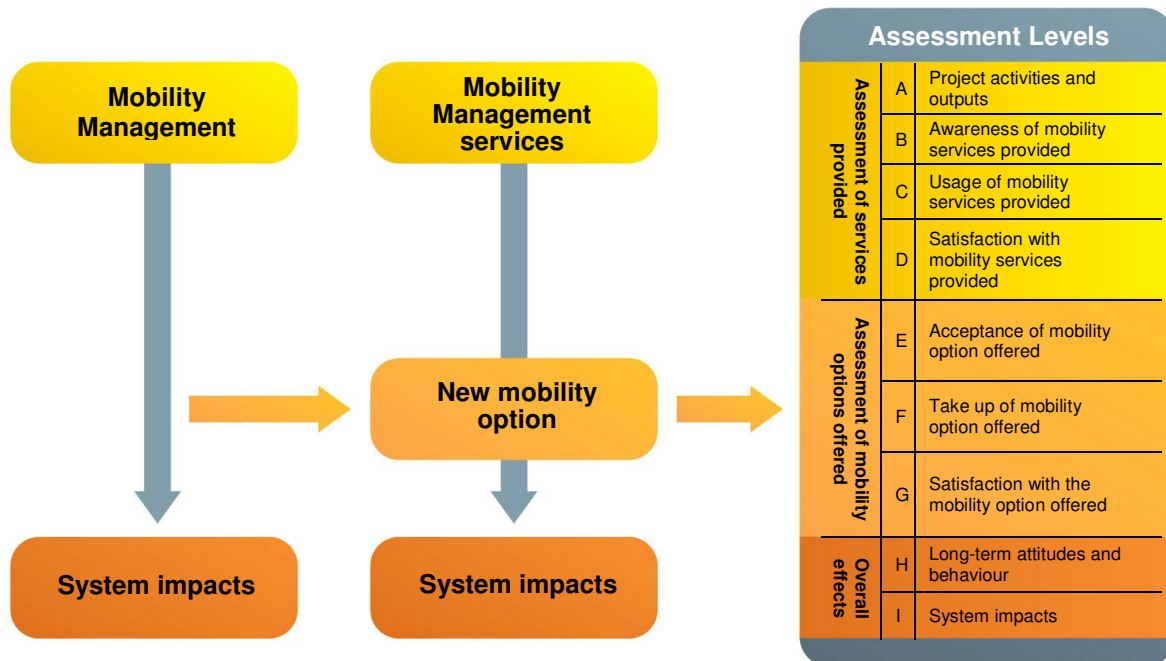 Mobility
Management
System impacts
Mobility
Management
services
New mobility
option
System impacts
Assessment Levels
Assessment of services
provided
A
Project activities and
outputs
B
Awareness of mobility
services provided
C
Usage of mobility
services provided
D
Satisfaction with
mobility services
provided
Assessment of mobility
options offered
E
Acceptance of mobility
option offered
F
Take up of mobility
option offered
G
Satisfaction with the
mobility option offered
Overall
effects
H
Long-term attitudes and
behaviour
I
System impacts